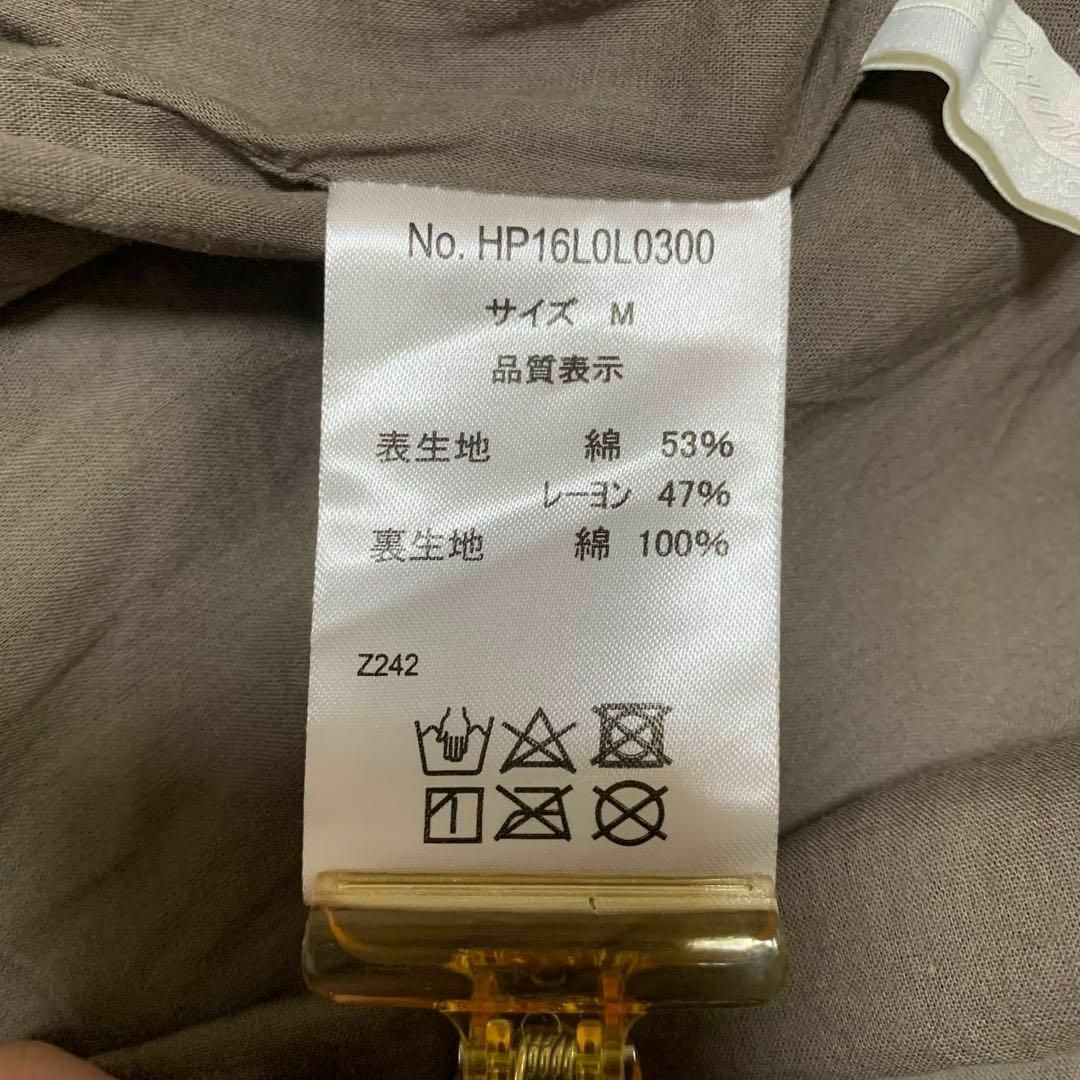 No. HP16L0L0300
サイズ M
品質表示
表生地 綿 53%
レーヨン 47%
裏生地 綿 100%
Z242